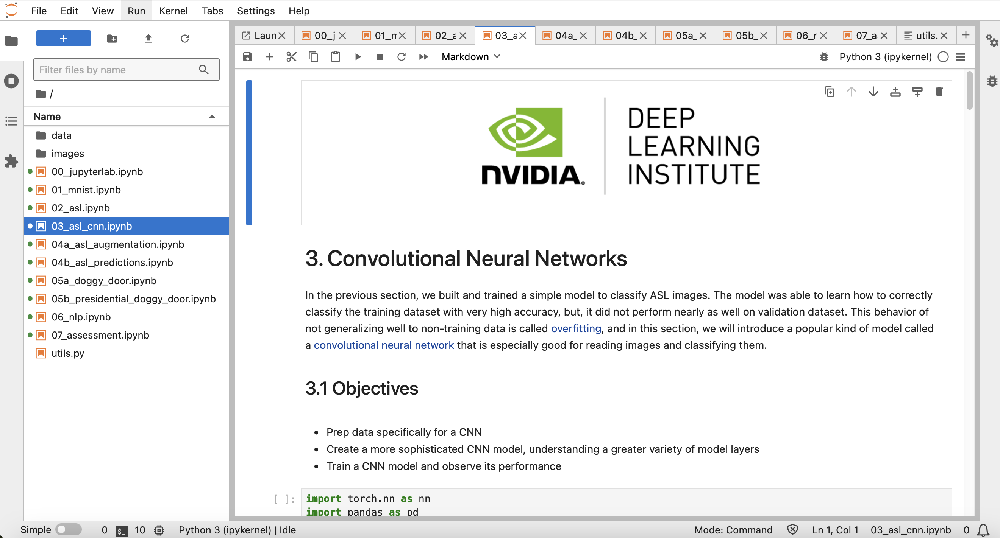 File Edit View Run Kernel Tabs Settings Help
+
Filter files by name
/
Name
data
images
00_jupyterlab.ipynb
01_mnist.ipynb
02_asl.ipynb
03_asl_cnn.ipynb
04a_asl_augmentation.ipynb
04b_asl_predictions.ipynb
05a_doggy_door.ipynb
05b_presidential_doggy_door.ipynb
06_nlp.ipynb
07_assessment.ipynb
utils.py
Laun 00_j 01_m 02_a 03_a 04a_ 04b_ 05a_ 05b_ 06_r 07_a utils.
Markdown Python 3 (ipykernel)
NVIDIA.
DEEP
LEARNING
INSTITUTE
3. Convolutional Neural Networks
In the previous section, we built and trained a simple model to classify ASL images. The model was able to learn how to correctly
classify the training dataset with very high accuracy, but, it did not perform nearly as well on validation dataset. This behavior of
not generalizing well to non-training data is called overfitting, and in this section, we will introduce a popular kind of model called
a convolutional neural network that is especially good for reading images and classifying them.
3.1 Objectives
• Prep data specifically for a CNN
• Create a more sophisticated CNN model, understanding a greater variety of model layers
• Train a CNN model and observe its performance
[ ]: import torch.nn as nn
import pandas as pd
Simple 0 $_ 10 Python 3 (ipykernel) | Idle Mode: Command Ln 1, Col 1 03_asl_cnn.ipynb 0